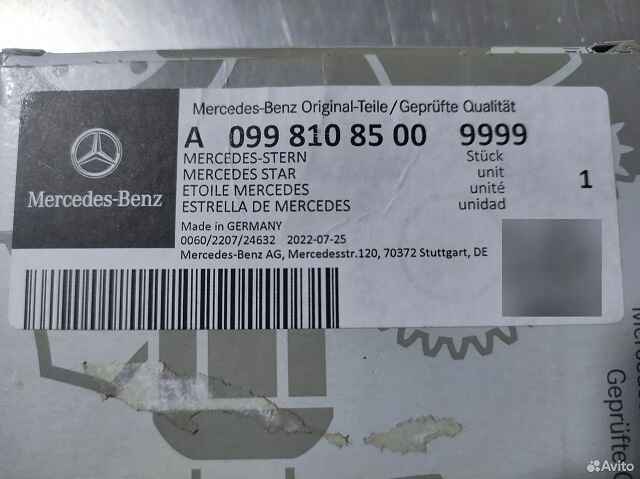 Mercedes-Benz Original-Teile/Geprüfte Qualität
A 099 810 85 00 9999
MERCEDES-STERN Stück
MERCEDES STAR unit
ETOILE MERCEDES unité
ESTRELLA DE MERCEDES unidad
1
Mercedes-Benz
Made in GERMANY
0060/2207/24632 2022-07-25
Mercedes-Benz AG, Mercedesstr.120, 70372 Stuttgart, DE
Geprüfte
Avito